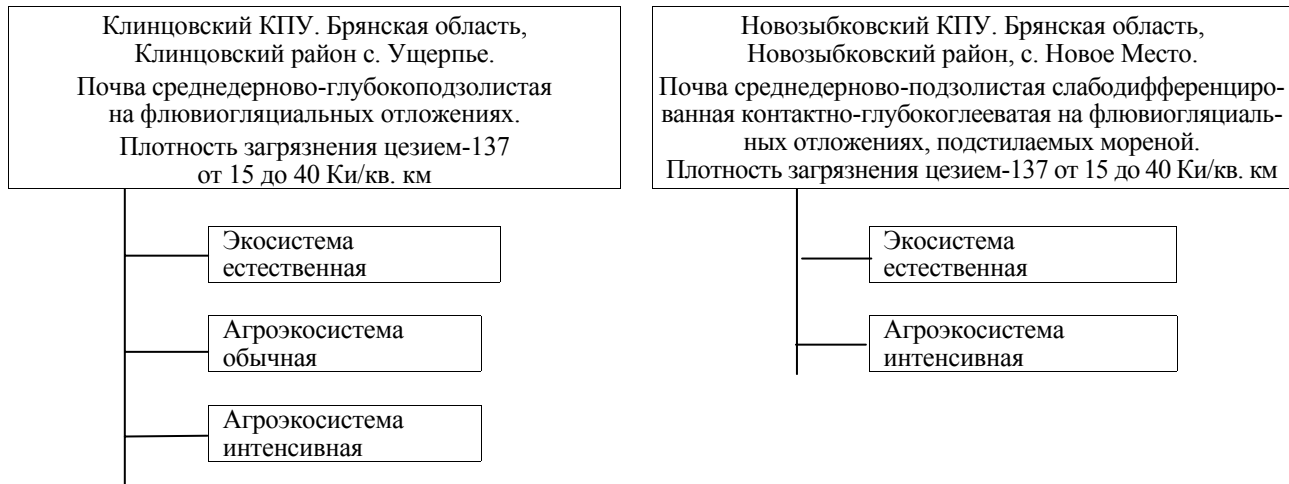 Клинцовский КПУ. Брянская область,
Клинцовский район с. Ущерпье.
Почва среднедерново-глубокоподзолистая
на флювиогляциальных отложениях.
Плотность загрязнения цезием-137
от 15 до 40 Ки/кв. км
Экосистема
естественная
Агроэкосистема
обычная
Агроэкосистема
интенсивная
Новозыбковский КПУ. Брянская область,
Новозыбковский район, с. Новое Место.
Почва среднедерново-подзолистая слабодифференциро-
ванная контактно-глубокоглееватая на флювиогляциаль-
ных отложениях, подстилаемых мореной.
Плотность загрязнения цезием-137 от 15 до 40 Ки/кв. км
Экосистема
естественная
Агроэкосистема
интенсивная